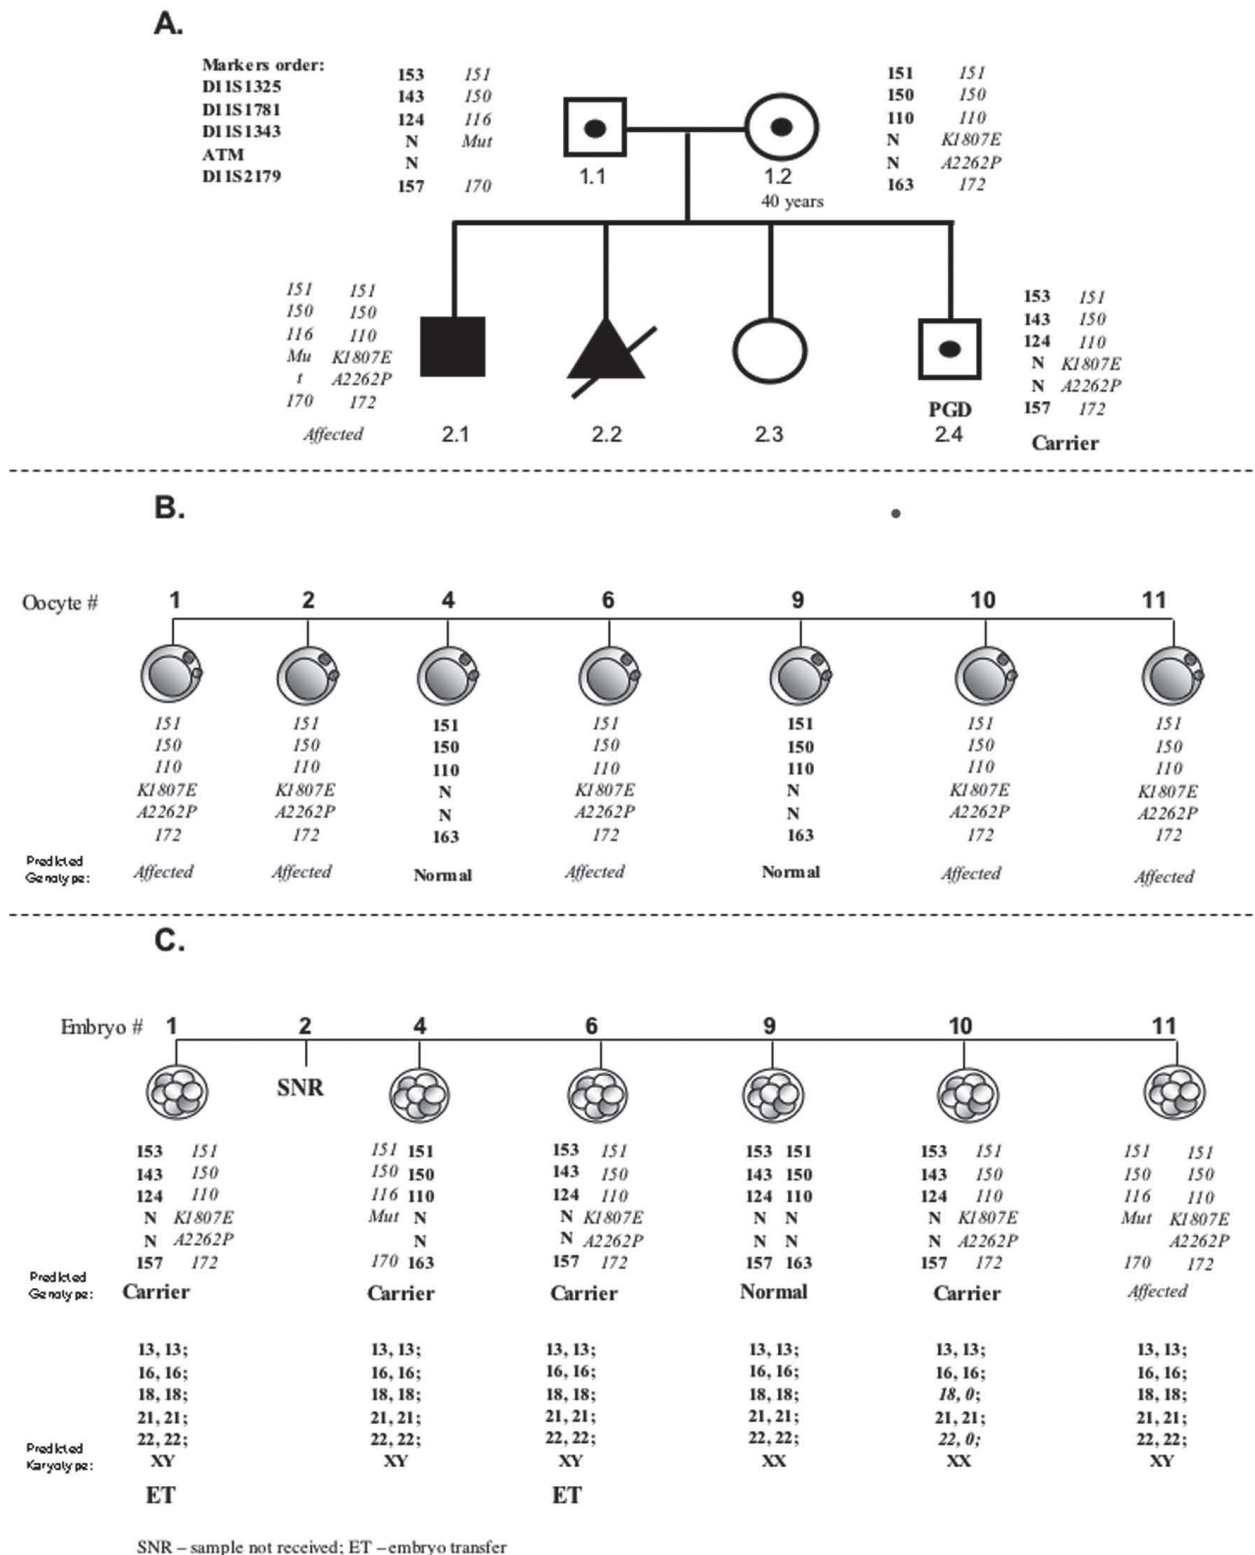 A.
Markers order:
D11S1325
D11S1781
D11S1343
ATM
D11S2179
153 151
143 150
124 116
N Mut
N
157 170
1.1
1.2
40 years
151 151
150 150
110 110
N K1807E
N A2262P
163 172
151 151
150 150
116 110
Mu K1807E
t A2262P
170 172
Affected
2.1
2.2
2.3
PGD
2.4
153 151
143 150
124 110
N K1807E
N A2262P
157 172
Carrier
B.
Oocyte # 1 2 4 6 9 10 11
151 151 151 151 151 151 151
150 150 150 150 150 150 150
110 110 110 110 110 110 110
K1807E K1807E N K1807E N K1807E K1807E
A2262P A2262P N A2262P N A2262P A2262P
172 172 163 172 163 172 172
Predicted
Genotype:
Affected Affected Normal Affected Normal Affected Affected
C.
Embryo # 1 2 4 6 9 10 11
SNR
153 151 151 151 153 151 153 151 153 151 151 151
143 150 150 150 143 150 143 150 143 150 150 150
124 110 116 110 124 110 124 110 124 110 116 110
N K1807E Mut N N K1807E N N N K1807E Mut K1807E
N A2262P N N A2262P N N N A2262P A2262P
157 172 170 163 157 172 157 163 157 172 170 172
Predicted
Genotype:
Carrier Carrier Carrier Normal Carrier Affected
13, 13; 13, 13; 13, 13; 13, 13; 13, 13; 13, 13;
16, 16; 16, 16; 16, 16; 16, 16; 16, 16; 16, 16;
18, 18; 18, 18; 18, 18; 18, 18; 18, 0; 18, 18;
21, 21; 21, 21; 21, 21; 21, 21; 21, 21; 21, 21;
22, 22; 22, 22; 22, 22; 22, 22; 22, 0; 22, 22;
Predicted
Karyotype:
XY XY XY XX XX XY
ET ET
SNR – sample not received; ET – embryo transfer